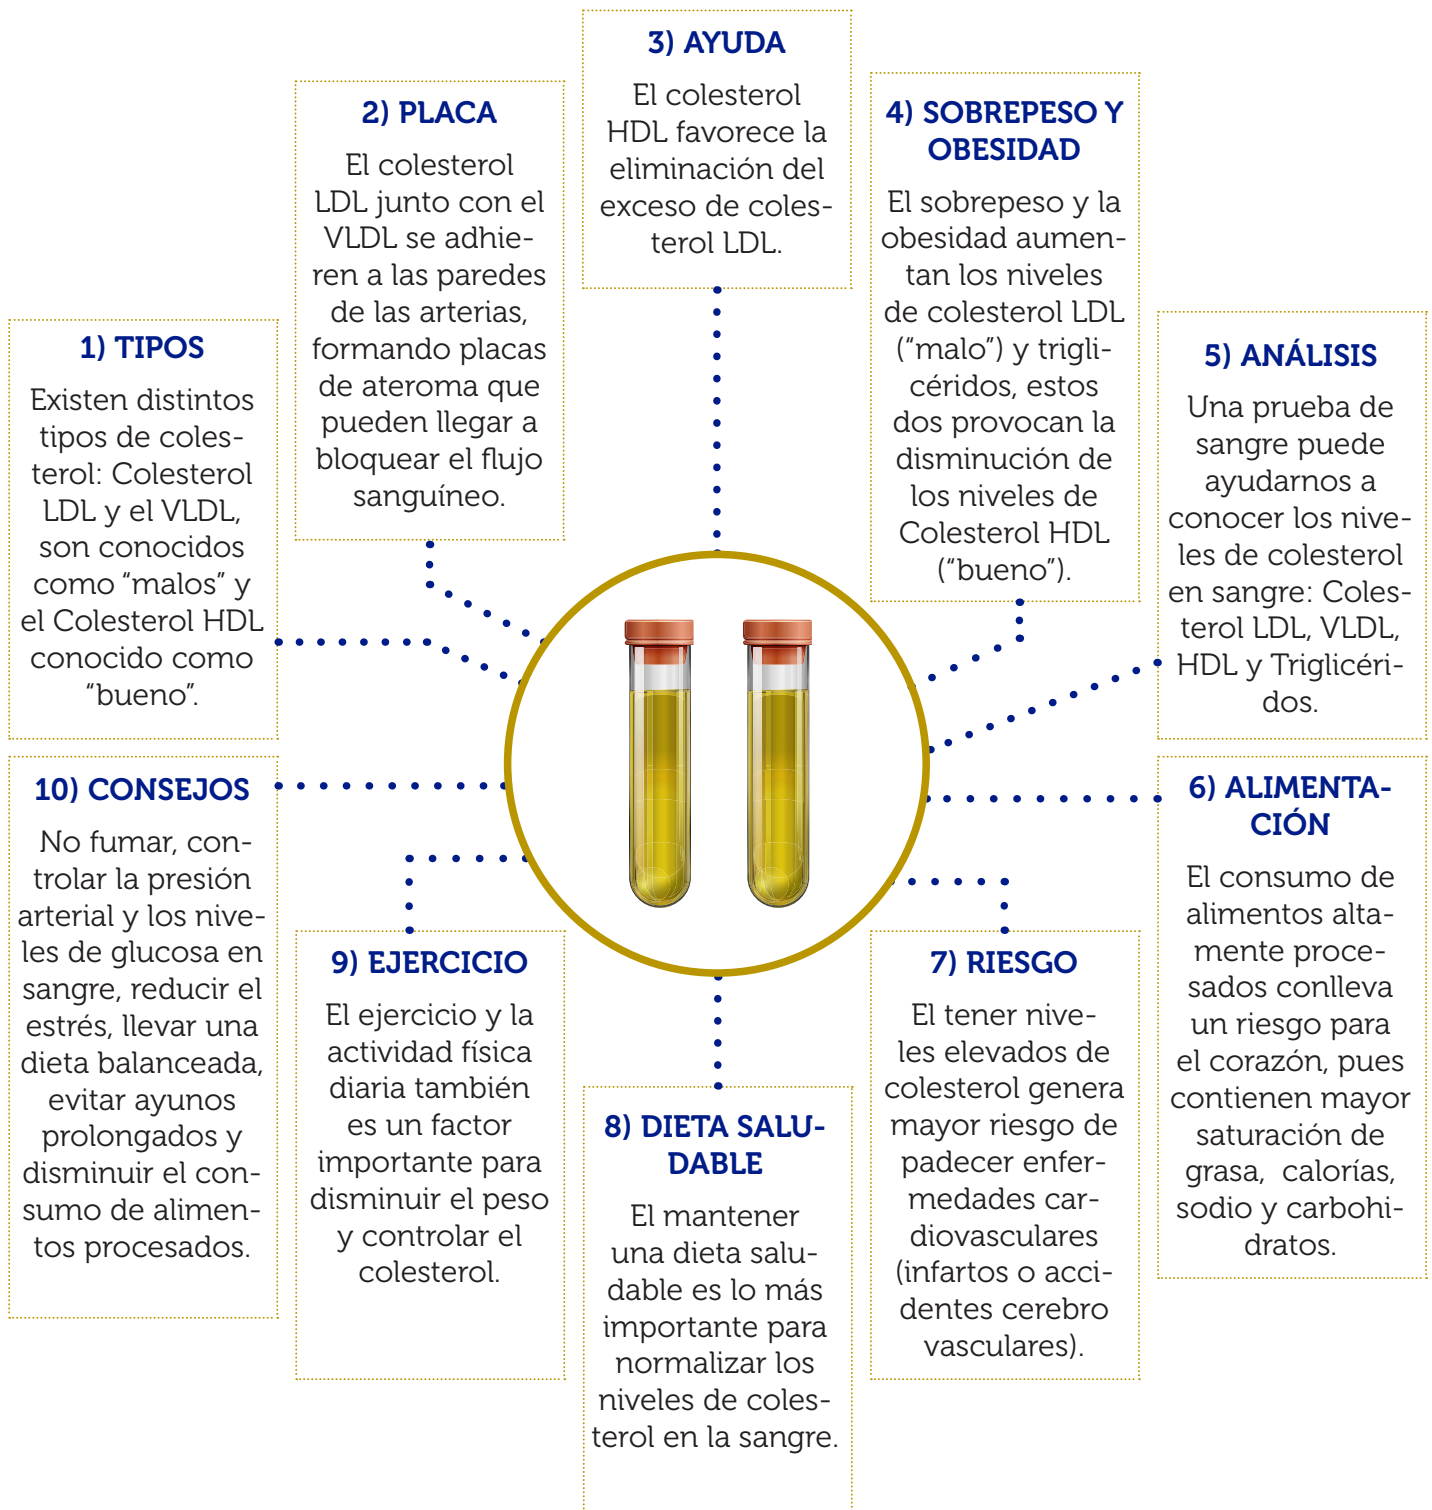 1) TIPOS
Existen distintos
tipos de coles-
terol: Colesterol
LDL y el VLDL,
son conocidos
como “malos” y
el Colesterol HDL
conocido como
“bueno”.
2) PLACA
El colesterol
LDL junto con el
VLDL se adhie-
ren a las paredes
de las arterias,
formando placas
de ateroma que
pueden llegar a
bloquear el flujo
sanguíneo.
3) AYUDA
El colesterol
HDL favorece la
eliminación del
exceso de coles-
terol LDL.
4) SOBREPESO Y
OBESIDAD
El sobrepeso y la
obesidad aumen-
tan los niveles
de colesterol LDL
(“malo”) y trigli-
céridos, estos
dos provocan la
disminución de
los niveles de
Colesterol HDL
(“bueno”).
5) ANÁLISIS
Una prueba de
sangre puede
ayudarnos a
conocer los nive-
les de colesterol
en sangre: Coles-
terol LDL, VLDL,
HDL y Triglicéri-
dos.
6) ALIMENTA-
CIÓN
El consumo de
alimentos alta-
mente proce-
sados conlleva
un riesgo para
el corazón, pues
contienen mayor
saturación de
grasa, calorías,
sodio y carbohi-
dratos.
7) RIESGO
El tener nive-
les elevados de
colesterol genera
mayor riesgo de
padecer enfer-
medades car-
diovasculares
(infartos o acci-
dentes cerebro
vasculares).
8) DIETA SALU-
DABLE
El mantener
una dieta salu-
dable es lo más
importante para
normalizar los
niveles de coles-
terol en la sangre.
9) EJERCICIO
El ejercicio y la
actividad física
diaria también
es un factor
importante para
disminuir el peso
y controlar el
colesterol.
10) CONSEJOS
No fumar, con-
trolar la presión
arterial y los nive-
les de glucosa en
sangre, reducir el
estrés, llevar una
dieta balanceada,
evitar ayunos
prolongados y
disminuir el con-
sumo de alimen-
tos procesados.